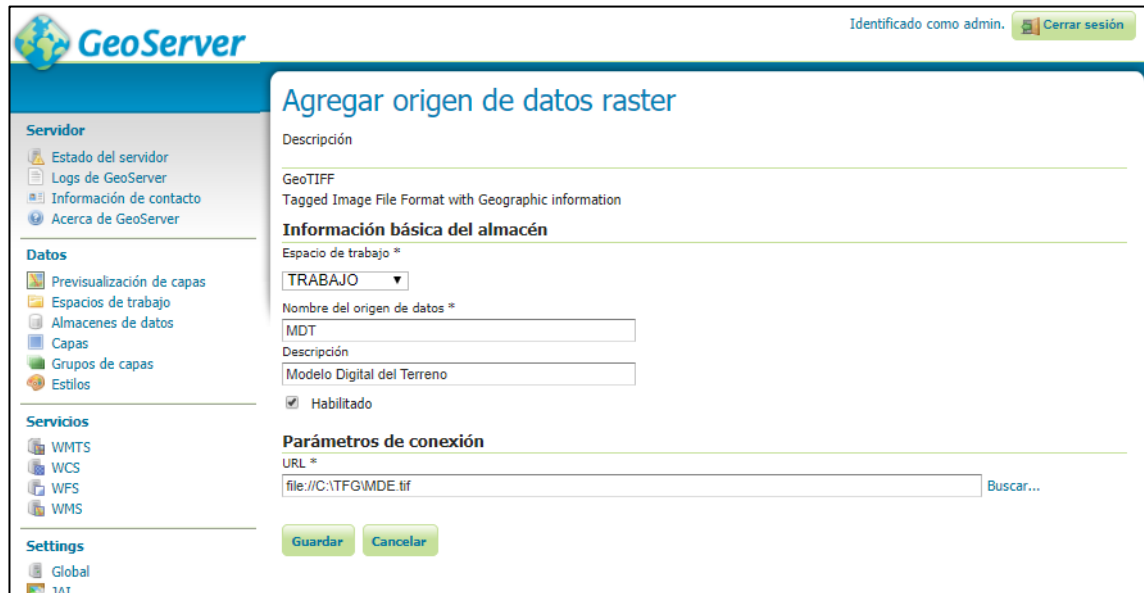 GeoServer
Identificado como admin.
Cerrar sesión
Servidor
Estado del servidor
Logs de GeoServer
Información de contacto
Acerca de GeoServer
Datos
Previsualización de capas
Espacios de trabajo
Almacenes de datos
Capas
Grupos de capas
Estilos
Servicios
WMTS
WCS
WFS
WMS
Settings
Global
JAI
Agregar origen de datos raster
Descripción
GeoTIFF
Tagged Image File Format with Geographic information
Información básica del almacén
Espacio de trabajo *
TRABAJO
Nombre del origen de datos *
MDT
Descripción
Modelo Digital del Terreno
Habilitado
Parámetros de conexión
URL *
file://C:\TFG\MDE.tif
Buscar...
Guardar
Cancelar